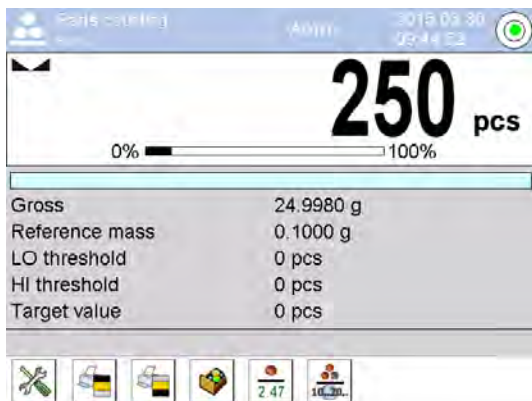 Parts counting
Admin
2015.03.30
09:44:52
250 pcs
0% 100%
Gross 24.9980 g
Reference mass 0.1000 g
LO threshold 0 pcs
HI threshold 0 pcs
Target value 0 pcs
2.47